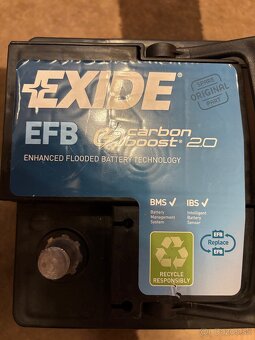 EXIDE
SPARE
ORIGINAL
PART
EFB carbon
boost® 2.0
ENHANCED FLOODED BATTERY TECHNOLOGY
BMS ✓ IBS ✓
Battery
Management
System
Intelligent
Battery
Sensor
EFB
Replace
EFB
RECYCLE
RESPONSIBLY